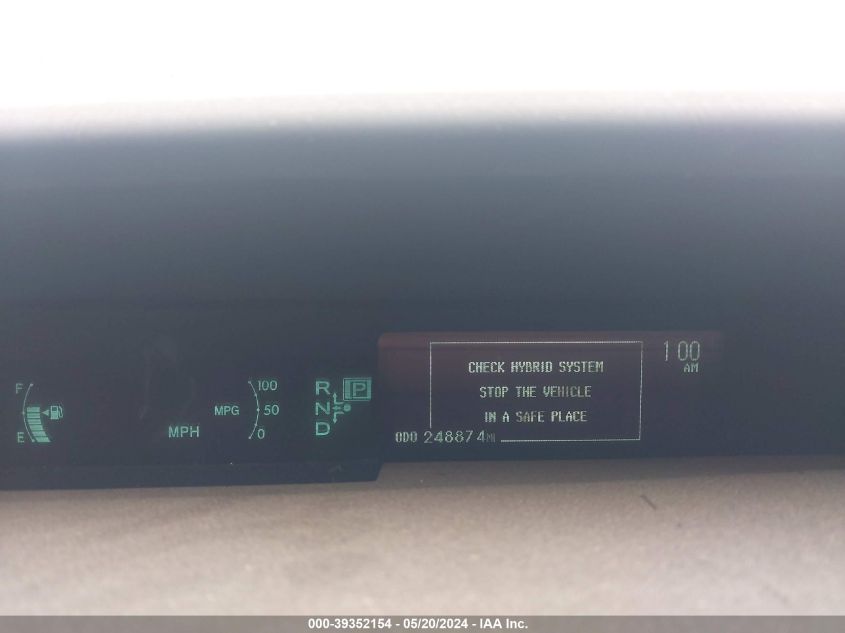 F
E
MPH
MPG
100
50
0
R
N
D
P
CHECK HYBRID SYSTEM
STOP THE VEHICLE
IN A SAFE PLACE
ODO 248874 MI
1 00
AM
000-39352154 - 05/20/2024 - IAA Inc.